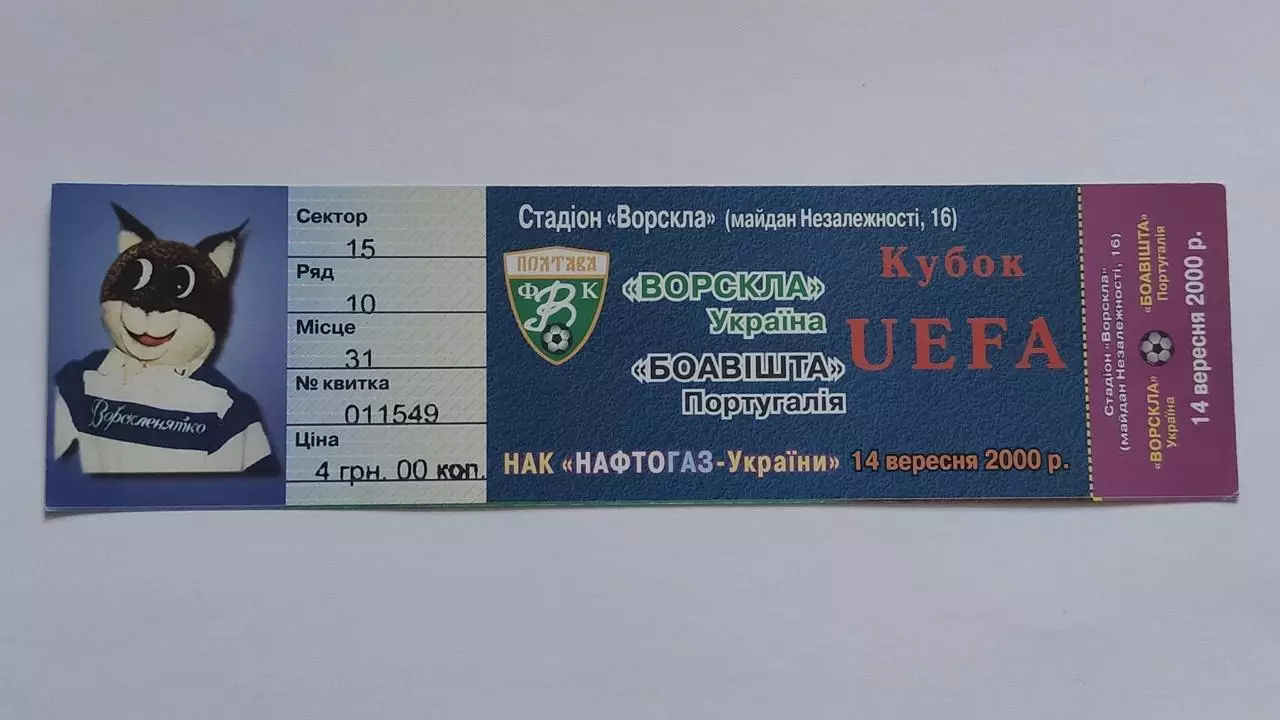 Ворскленятко
Сектор
15
Ряд
10
Місце
31
№ квитка
011549
Ціна
4 грн. 00 коп.
Стадіон «Ворскла» (майдан Незалежності, 16)
ПОЛТАВА
ФВК
«ВОРСКЛА»
Україна
«БОАВІШТА»
Португалія
Кубок
UEFA
НАК «НАФТОГАЗ-України» 14 вересня 2000 р.
Стадіон «Ворскла»
(майдан Незалежності, 16)
«ВОРСКЛА» «БОАВІШТА»
Україна Португалія
14 вересня 2000 р.